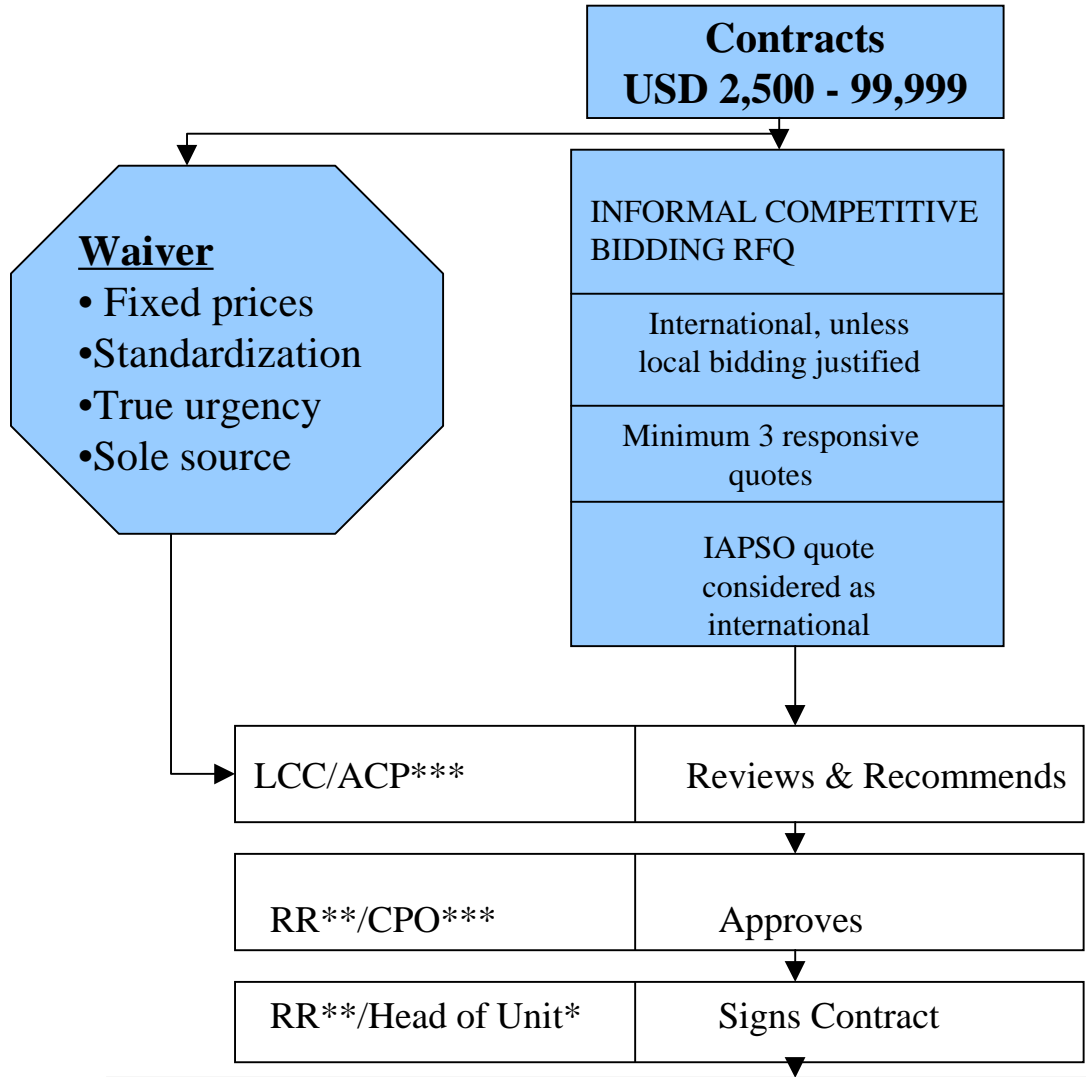 Contracts
USD 2,500 - 99,999
Waiver
• Fixed prices
•Standardization
•True urgency
•Sole source
INFORMAL COMPETITIVE
BIDDING RFQ
International, unless
local bidding justified
Minimum 3 responsive
quotes
IAPSO quote
considered as
international
LCC/ACP*** Reviews & Recommends
RR**/CPO*** Approves
RR**/Head of Unit* Signs Contract